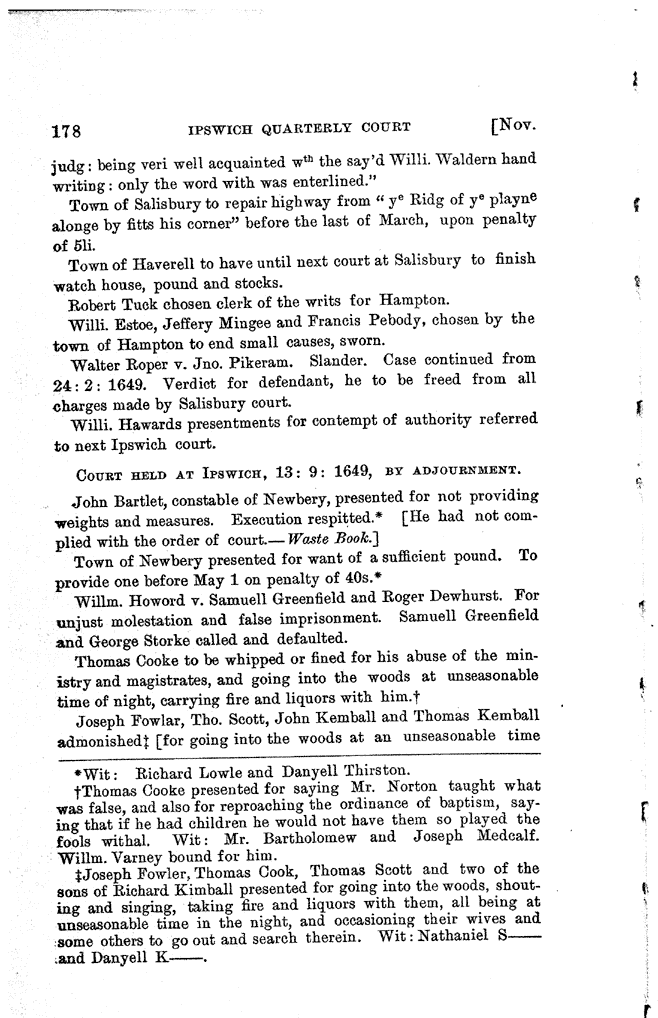 178 IPSWICH QUARTERLY COURT [Nov.
judg: being veri well acquainted wth the say'd Willi. Waldern hand
writing: only the word with was enterlined."
Town of Salisbury to repair highway from "ye Ridg of ye playne
alonge by fitts his corner" before the last of March, upon penalty
of 5li.
Town of Haverell to have until next court at Salisbury to finish
watch house, pound and stocks.
Robert Tuck chosen clerk of the writs for Hampton.
Willi. Estoe, Jeffery Mingee and Francis Pebody, chosen by the
town of Hampton to end small causes, sworn.
Walter Roper v. Jno. Pikeram. Slander. Case continued from
24: 2: 1649. Verdict for defendant, he to be freed from all
charges made by Salisbury court.
Willi. Hawards presentments for contempt of authority referred
to next Ipswich court.
COURT HELD AT IPSWICH, 13: 9: 1649, BY ADJOURNMENT.
John Bartlet, constable of Newbery, presented for not providing
weights and measures. Execution respitted.* [He had not com-
plied with the order of court.—Waste Book.]
Town of Newbery presented for want of a sufficient pound. To
provide one before May 1 on penalty of 40s.*
Willm. Howord v. Samuell Greenfield and Roger Dewhurst. For
unjust molestation and false imprisonment. Samuell Greenfield
and George Storke called and defaulted.
Thomas Cooke to be whipped or fined for his abuse of the min-
istry and magistrates, and going into the woods at unseasonable
time of night, carrying fire and liquors with him.†
Joseph Fowlar, Tho. Scott, John Kemball and Thomas Kemball
admonished‡ [for going into the woods at an unseasonable time
*Wit: Richard Lowle and Danyell Thirston.
†Thomas Cooke presented for saying Mr. Norton taught what
was false, and also for reproaching the ordinance of baptism, say-
ing that if he had children he would not have them so played the
fools withal. Wit: Mr. Bartholomew and Joseph Medcalf.
Willm. Varney bound for him.
‡Joseph Fowler, Thomas Cook, Thomas Scott and two of the
sons of Richard Kimball presented for going into the woods, shout-
ing and singing, taking fire and liquors with them, all being at
unseasonable time in the night, and occasioning their wives and
some others to go out and search therein. Wit: Nathaniel S——
and Danyell K——.